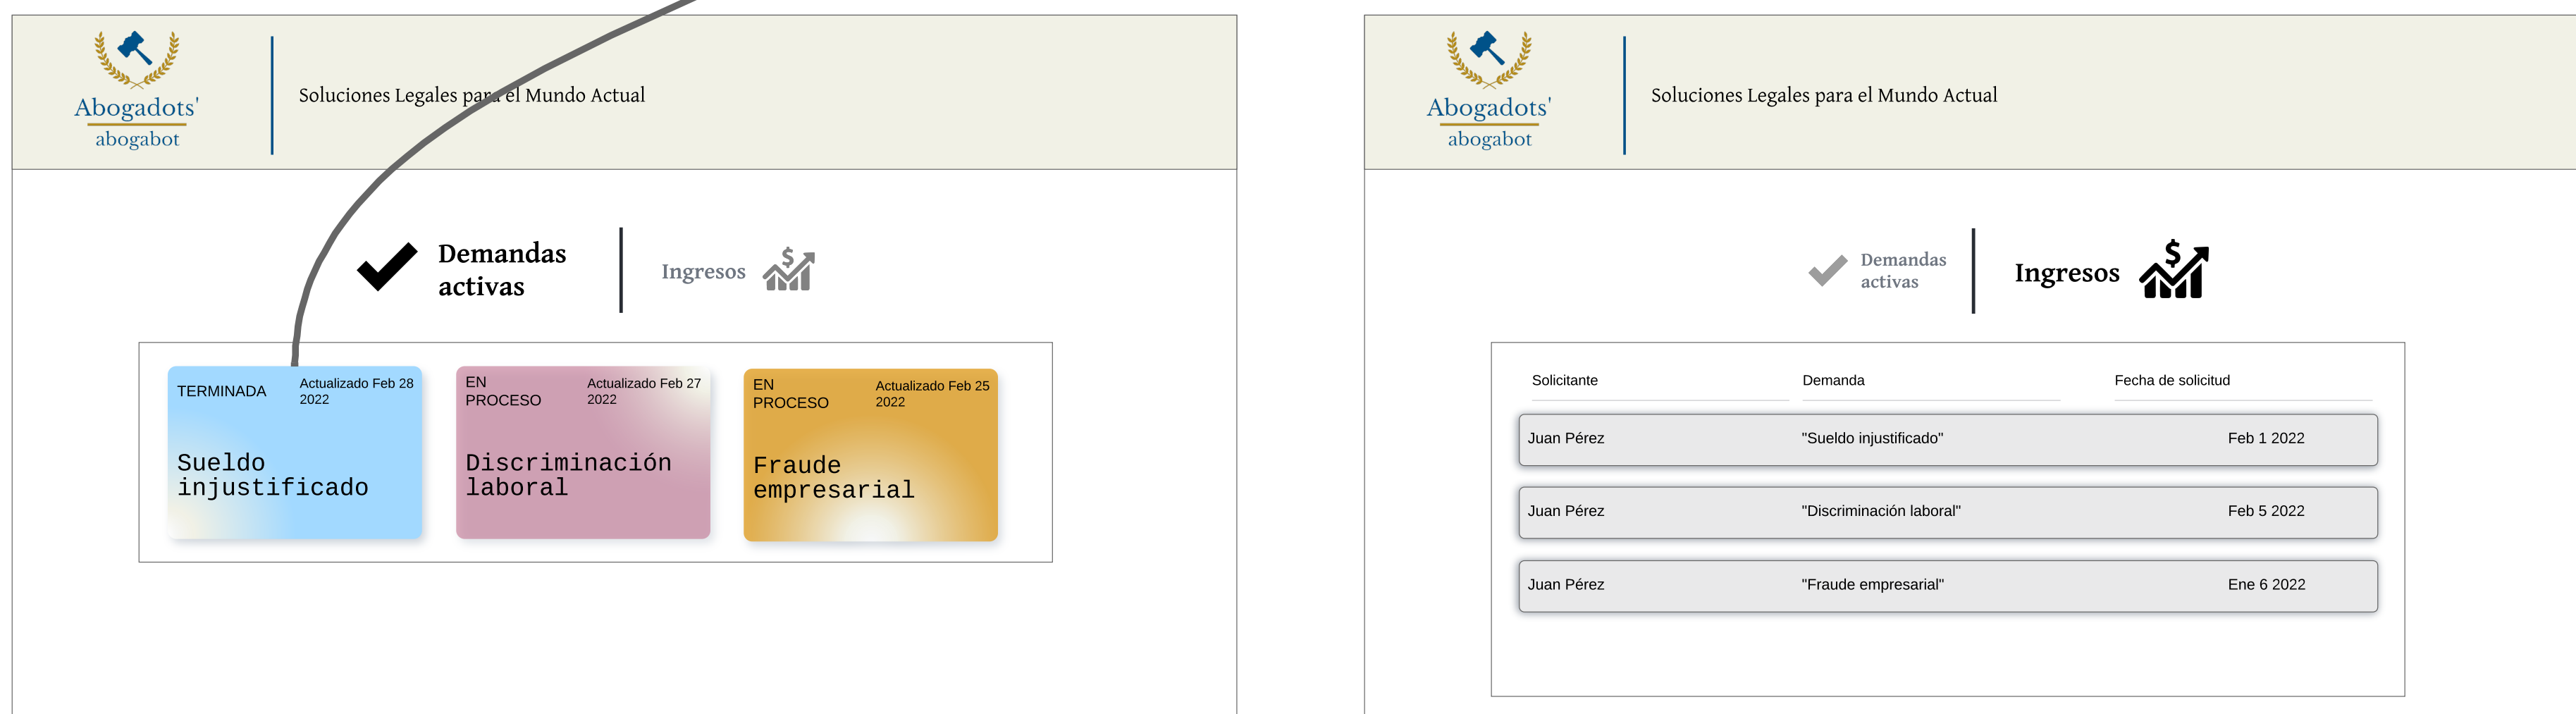 Abogadots'
abogabot
Soluciones Legales para el Mundo Actual
Demandas
activas
Ingresos
TERMINADA
Actualizado Feb 28
2022
Sueldo
injustificado
EN
PROCESO
Actualizado Feb 27
2022
Discriminación
laboral
EN
PROCESO
Actualizado Feb 25
2022
Fraude
empresarial
Abogadots'
abogabot
Soluciones Legales para el Mundo Actual
Demandas
activas
Ingresos
Solicitante Demanda Fecha de solicitud
Juan Pérez "Sueldo injustificado" Feb 1 2022
Juan Pérez "Discriminación laboral" Feb 5 2022
Juan Pérez "Fraude empresarial" Ene 6 2022